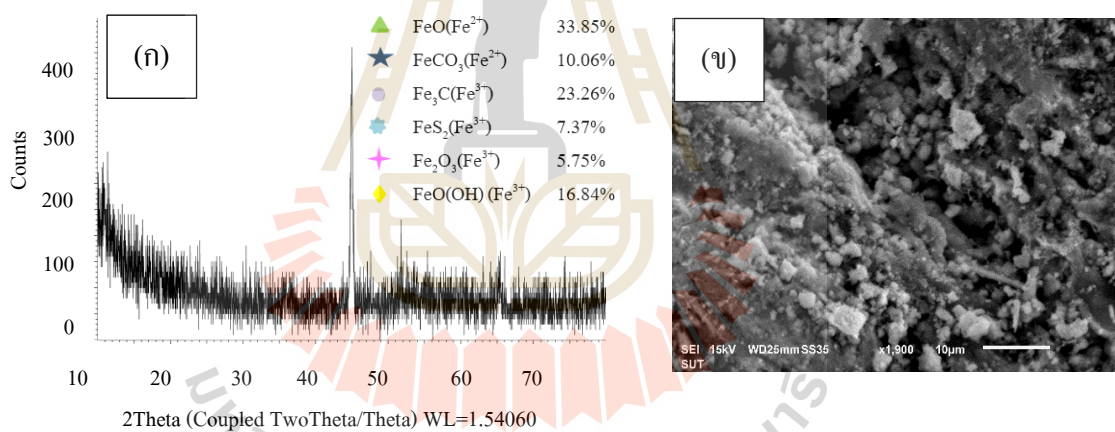 (ก)
FeO(Fe²⁺) 33.85%
FeCO₃(Fe²⁺) 10.06%
Fe₃C(Fe³⁺) 23.26%
FeS₂(Fe³⁺) 7.37%
Fe₂O₃(Fe³⁺) 5.75%
FeO(OH) (Fe³⁺) 16.84%
Counts
400
300
200
100
0
10 20 30 40 50 60 70
2Theta (Coupled TwoTheta/Theta) WL=1.54060
(ข)
SEI 15kV WD25mm SS35 x1,900 10µm
SUT